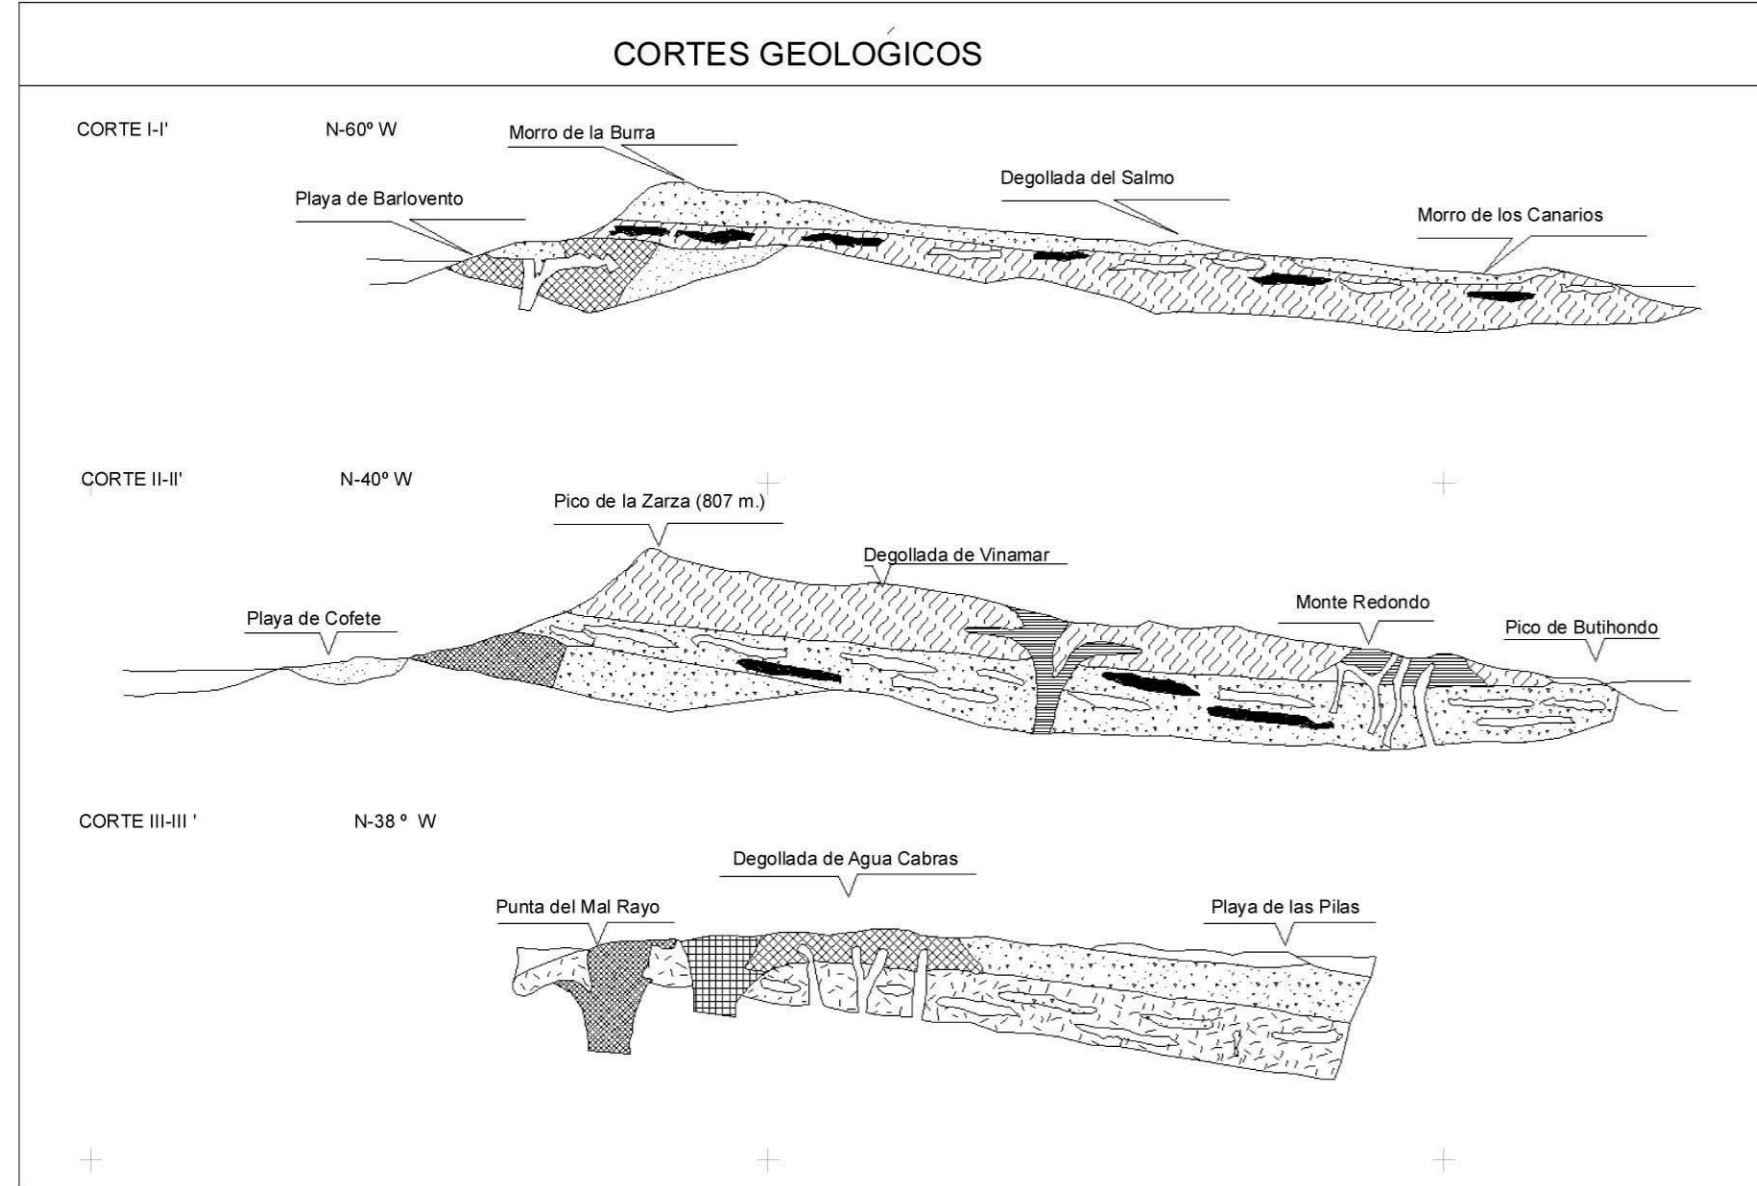 CORTES GEOLOGICOS
CORTE I-I' N-60º W
Morro de la Burra
Playa de Barlovento
Degollada del Salmo
Morro de los Canarios
CORTE II-II' N-40º W
Pico de la Zarza (807 m.)
Degollada de Vinamar
Playa de Cofete
Monte Redondo
Pico de Butihondo
CORTE III-III ' N-38 º W
Degollada de Agua Cabras
Punta del Mal Rayo
Playa de las Pilas